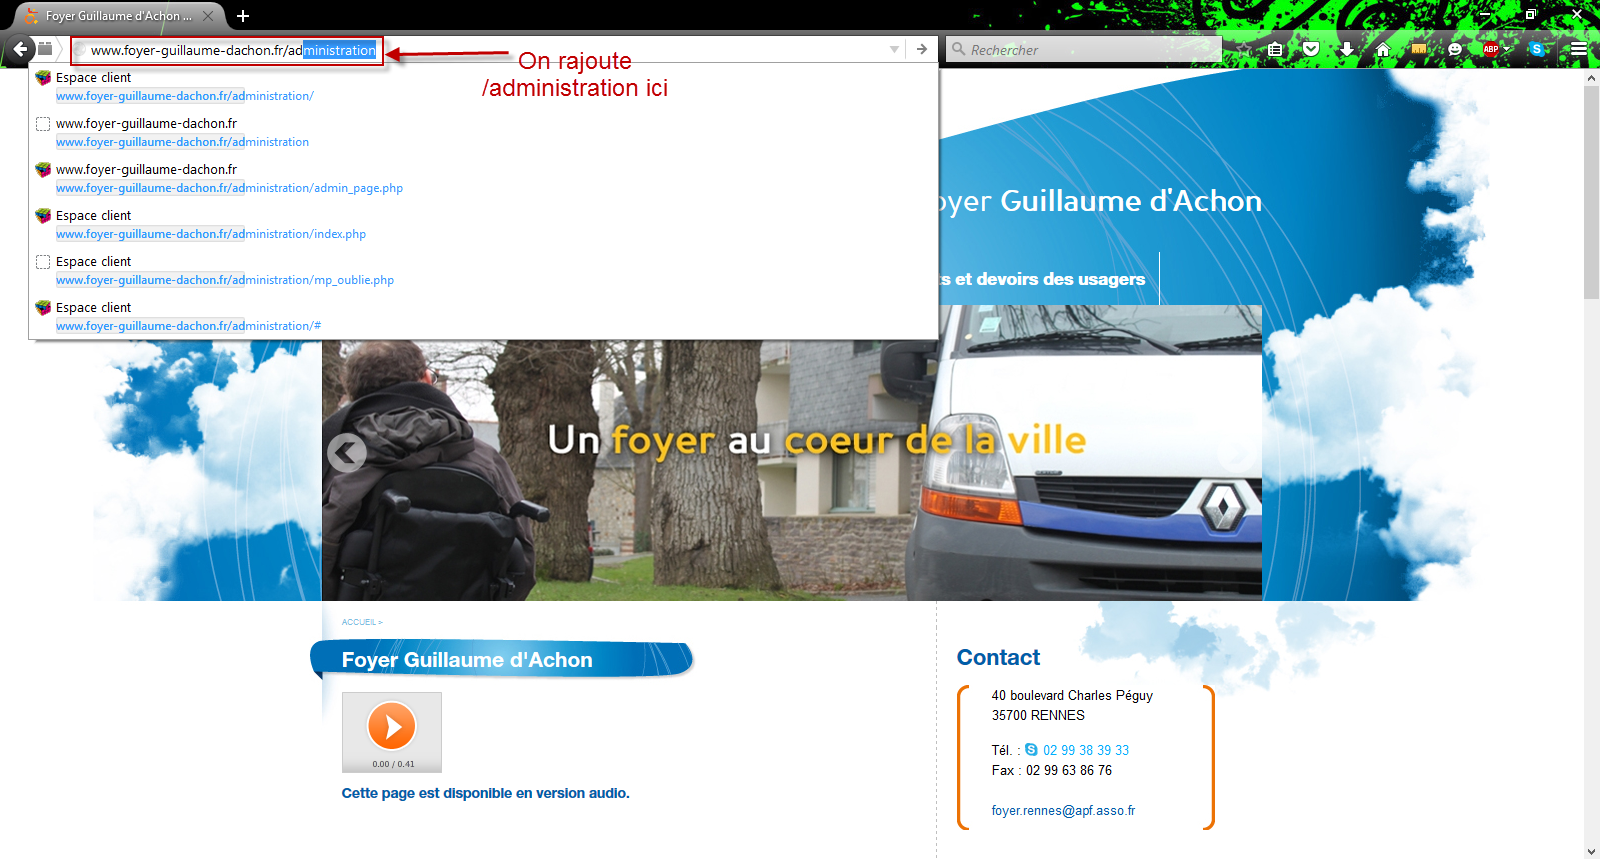 Foyer Guillaume d'Achon ...
www.foyer-guillaume-dachon.fr/administration
Rechercher
ABP
On rajoute
/administration ici
Espace client
www.foyer-guillaume-dachon.fr/administration/
www.foyer-guillaume-dachon.fr
www.foyer-guillaume-dachon.fr/administration
www.foyer-guillaume-dachon.fr
www.foyer-guillaume-dachon.fr/administration/admin_page.php
Espace client
www.foyer-guillaume-dachon.fr/administration/index.php
Espace client
www.foyer-guillaume-dachon.fr/administration/mp_oublie.php
Espace client
www.foyer-guillaume-dachon.fr/administration/#
oyer Guillaume d'Achon
ts et devoirs des usagers
Un foyer au coeur de la ville
ACCUEIL >
Foyer Guillaume d'Achon
0.00 / 0.41
Cette page est disponible en version audio.
Contact
40 boulevard Charles Péguy
35700 RENNES
Tél. : 02 99 38 39 33
Fax : 02 99 63 86 76
foyer.rennes@apf.asso.fr